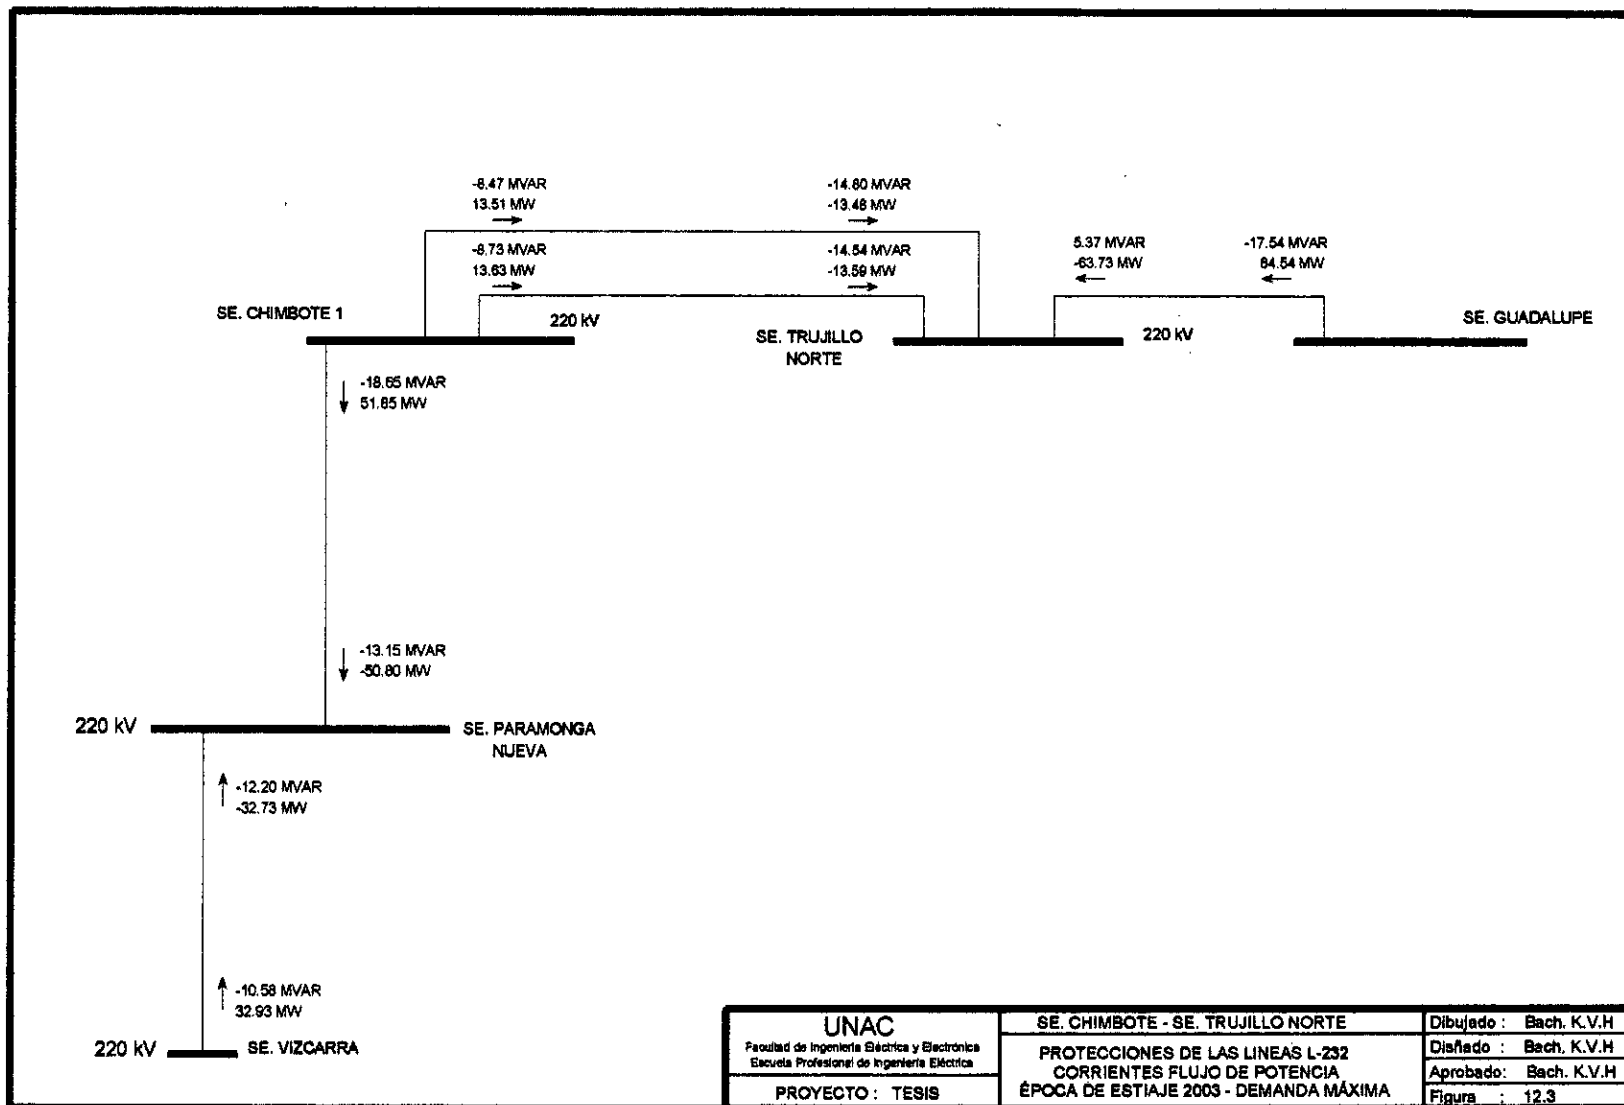 -8.47 MVAR
13.51 MW
-14.80 MVAR
-13.48 MW
-8.73 MVAR
13.63 MW
-14.54 MVAR
-13.59 MW
5.37 MVAR
-63.73 MW
-17.54 MVAR
64.54 MW
SE. CHIMBOTE 1
220 kV
SE. TRUJILLO
NORTE
220 kV
SE. GUADALUPE
-18.65 MVAR
51.85 MW
-13.15 MVAR
-50.80 MW
220 kV
SE. PARAMONGA
NUEVA
-12.20 MVAR
-32.73 MW
-10.58 MVAR
32.93 MW
220 kV
SE. VIZCARRA
UNAC
Facultad de Ingeniería Eléctrica y Electrónica
Escuela Profesional de Ingeniería Eléctrica
PROYECTO : TESIS
SE. CHIMBOTE - SE. TRUJILLO NORTE
PROTECCIONES DE LAS LINEAS L-232
CORRIENTES FLUJO DE POTENCIA
ÉPOCA DE ESTIAJE 2003 - DEMANDA MÁXIMA
Dibujado : Bach. K.V.H
Disñado : Bach. K.V.H
Aprobado: Bach. K.V.H
Figura : 12.3